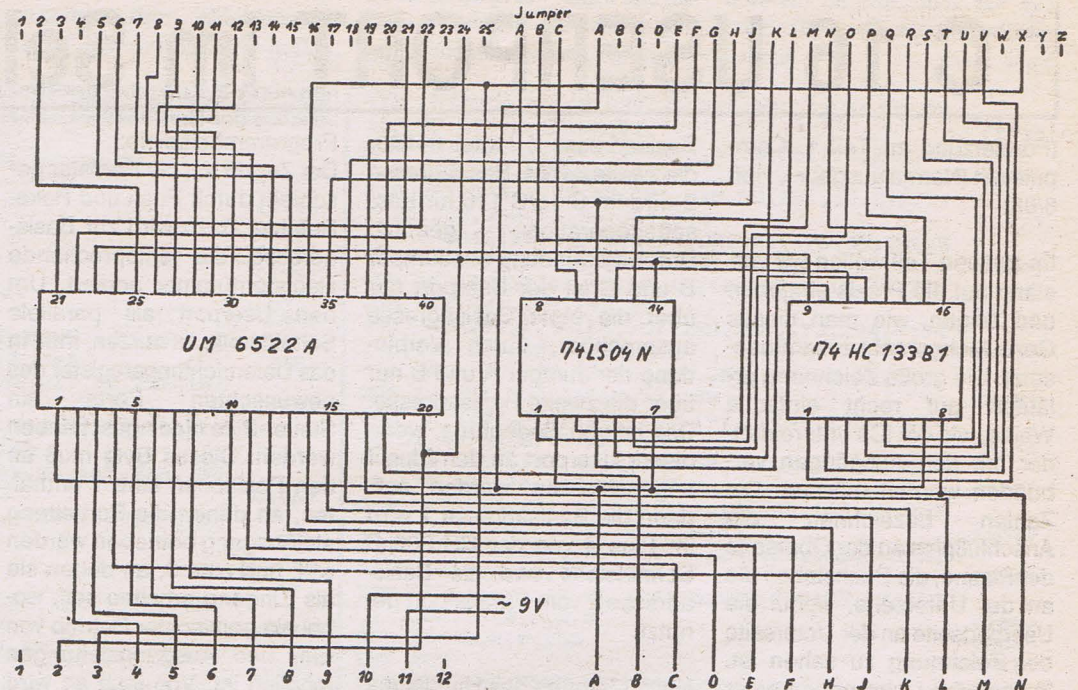 Jumper
1 2 3 4 5 6 7 8 9 10 11 12 13 14 15 16 17 18 19 20 21 22 23 24 25 A B C A B C D E F G H J K L M N O P Q R S T U V W X Y Z
21 25 30 35 40 8 14 9 16
UM 6522A 74LS04N 74HC133B1
1 5 10 15 20 1 7 1 8
~ 9V
1 2 3 4 5 6 7 8 9 10 11 12 A B C D E F H J K L M N